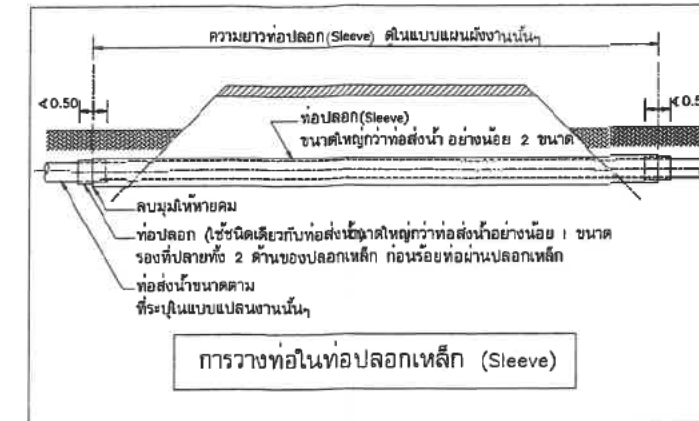 ความยาวท่อปลอก(Sleeve) ดูในแบบแผนผังงานนั้นๆ
∢0.50
∢0.5
ท่อปลอก(Sleeve)
ขนาดใหญ่กว่าท่อส่งน้ำ อย่างน้อย 2 ขนาด
ลบมุมให้หายคม
ท่อปลอก (ใช้ชนิดเดียวกับท่อส่งน้ำ)ขนาดใหญ่กว่าท่อส่งน้ำอย่างน้อย 1 ขนาด
รองที่ปลายทั้ง 2 ด้านของปลอกเหล็ก ก่อนร้อยท่อผ่านปลอกเหล็ก
ท่อส่งน้ำขนาดตาม
ที่ระบุในแบบแปลนงานนั้นๆ
การวางท่อในท่อปลอกเหล็ก (Sleeve)